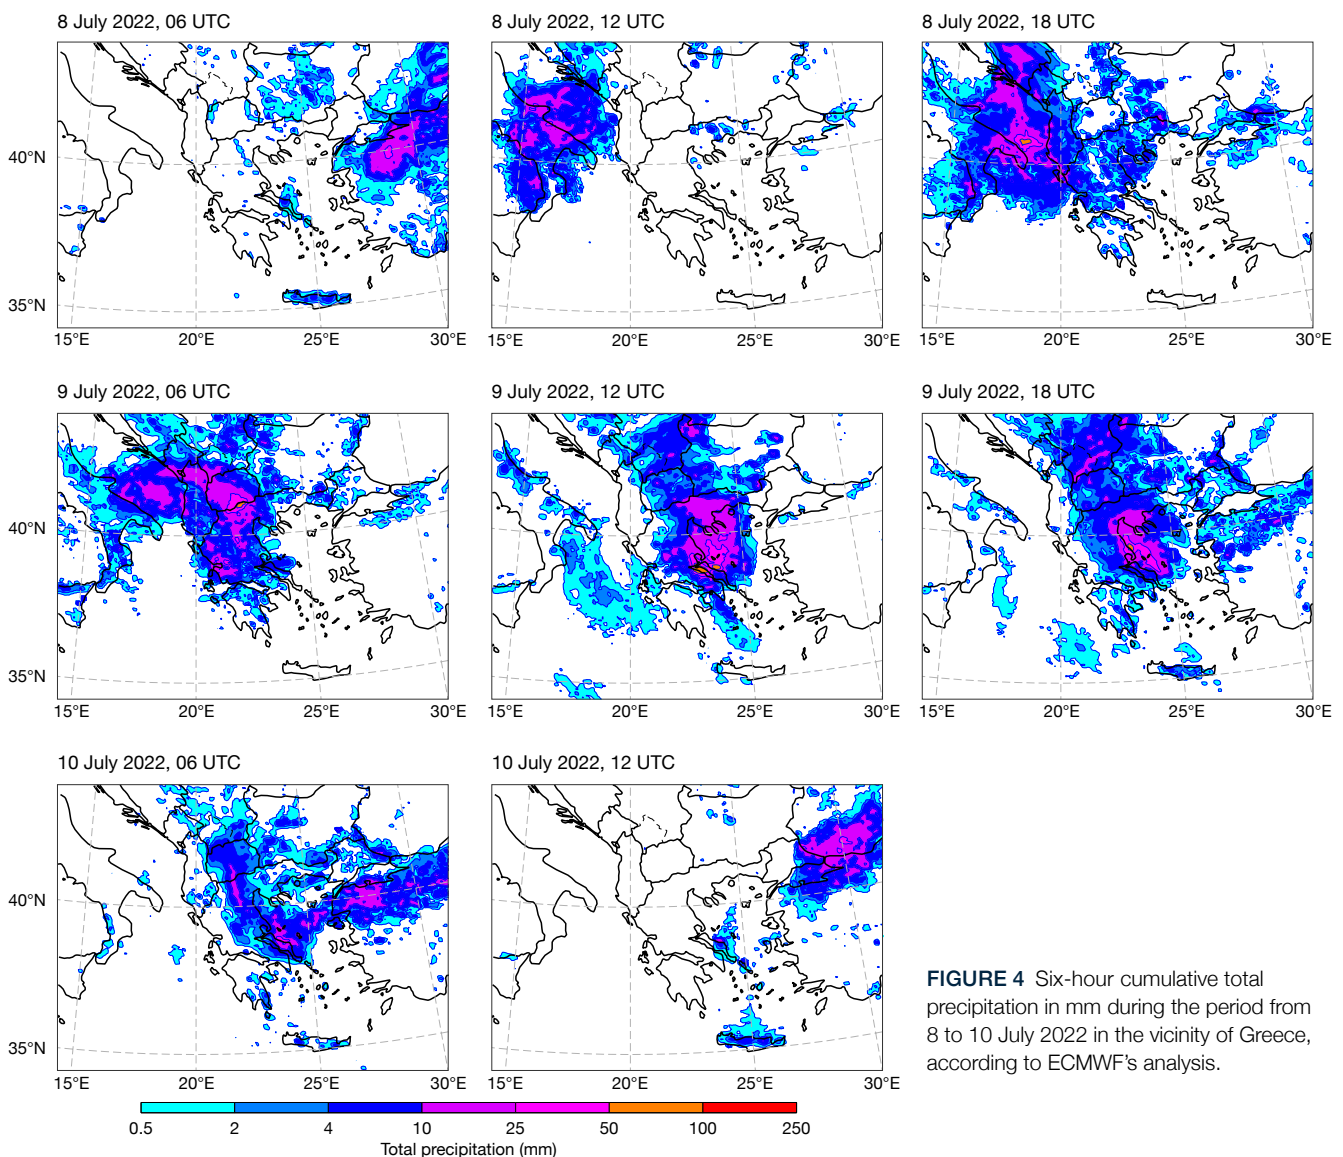 8 July 2022, 06 UTC
8 July 2022, 12 UTC
8 July 2022, 18 UTC
40°N
35°N
15°E 20°E 25°E 30°E
15°E 20°E 25°E 30°E
15°E 20°E 25°E 30°E
9 July 2022, 06 UTC
9 July 2022, 12 UTC
9 July 2022, 18 UTC
40°N
35°N
15°E 20°E 25°E 30°E
15°E 20°E 25°E 30°E
15°E 20°E 25°E 30°E
10 July 2022, 06 UTC
10 July 2022, 12 UTC
40°N
35°N
15°E 20°E 25°E 30°E
15°E 20°E 25°E 30°E
FIGURE 4 Six-hour cumulative total
precipitation in mm during the period from
8 to 10 July 2022 in the vicinity of Greece,
according to ECMWF's analysis.
0.5 2 4 10 25 50 100 250
Total precipitation (mm)